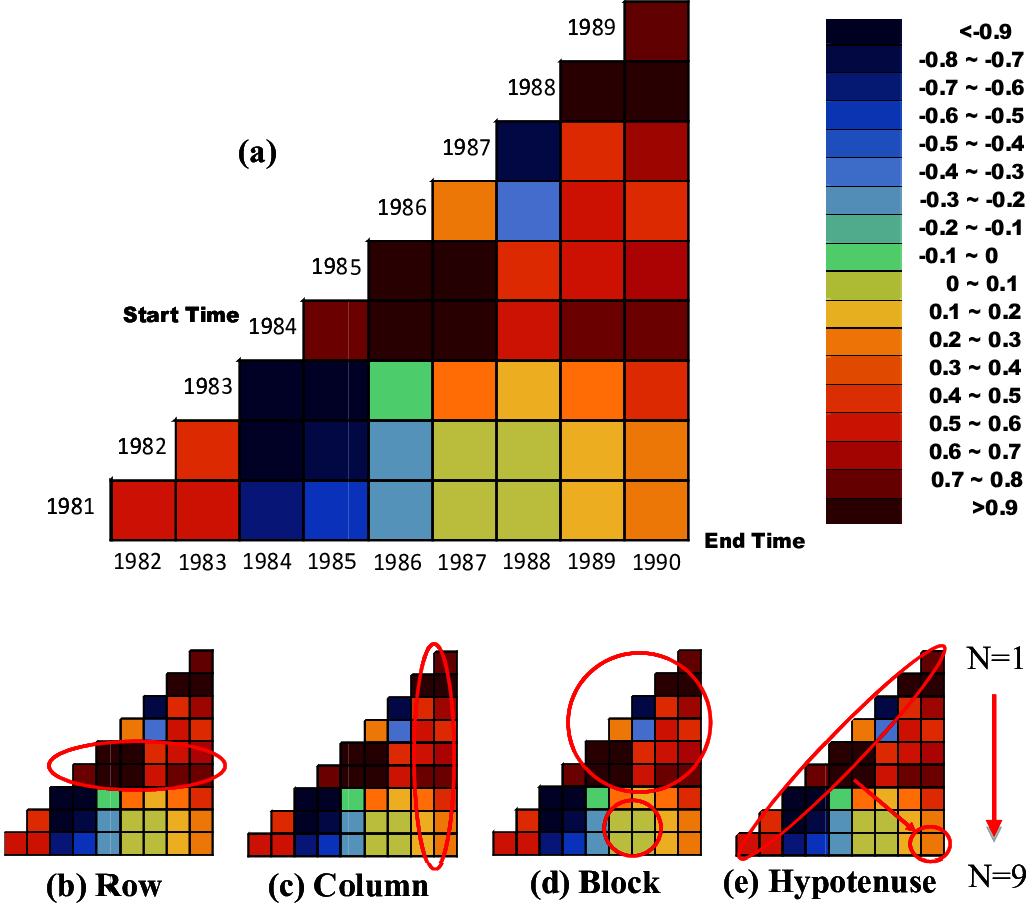 1989
<-0.9
-0.8 ~ -0.7
1988
-0.7 ~ -0.6
-0.6 ~ -0.5
(a)
1987
-0.5 ~ -0.4
-0.4 ~ -0.3
1986
-0.3 ~ -0.2
-0.2 ~ -0.1
1985
-0.1 ~ 0
0 ~ 0.1
Start Time
1984
0.1 ~ 0.2
0.2 ~ 0.3
1983
0.3 ~ 0.4
0.4 ~ 0.5
1982
0.5 ~ 0.6
0.6 ~ 0.7
0.7 ~ 0.8
1981
>0.9
End Time
1982 1983 1984 1985 1986 1987 1988 1989 1990
N=1
N=9
(b) Row
(c) Column
(d) Block
(e) Hypotenuse